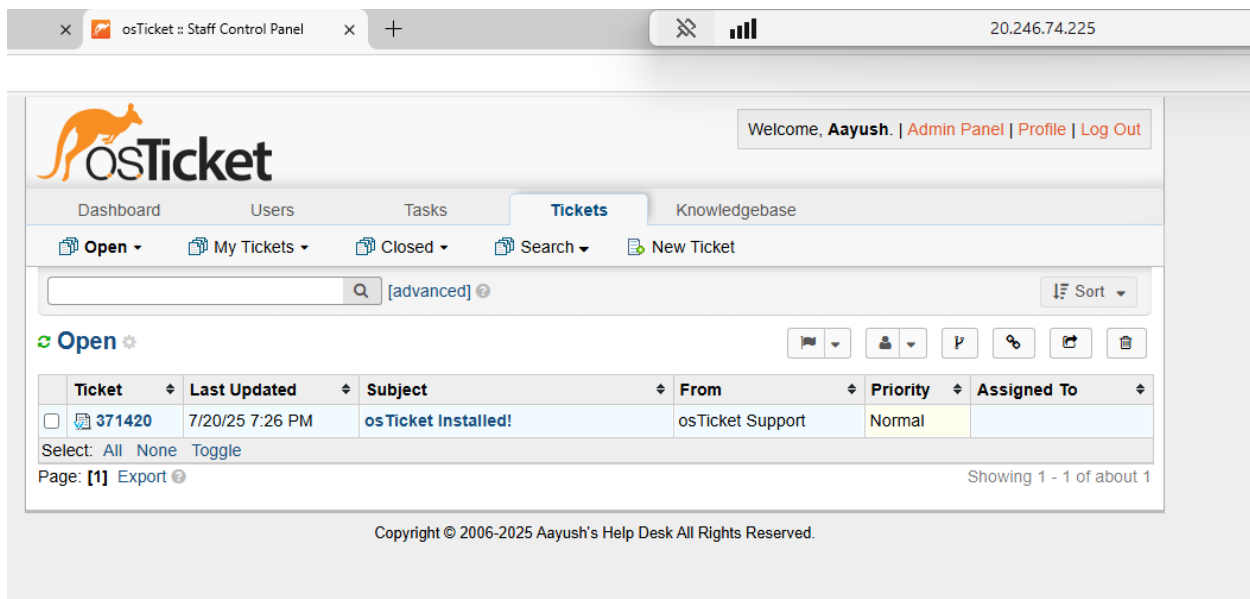 osTicket :: Staff Control Panel
20.246.74.225
osTicket
Welcome, Aayush. | Admin Panel | Profile | Log Out
Dashboard Users Tasks Tickets Knowledgebase
Open My Tickets Closed Search New Ticket
[advanced] Sort
Open
Ticket Last Updated Subject From Priority Assigned To
371420 7/20/25 7:26 PM osTicket Installed! osTicket Support Normal
Select: All None Toggle
Page: [1] Export Showing 1 - 1 of about 1
Copyright © 2006-2025 Aayush's Help Desk All Rights Reserved.